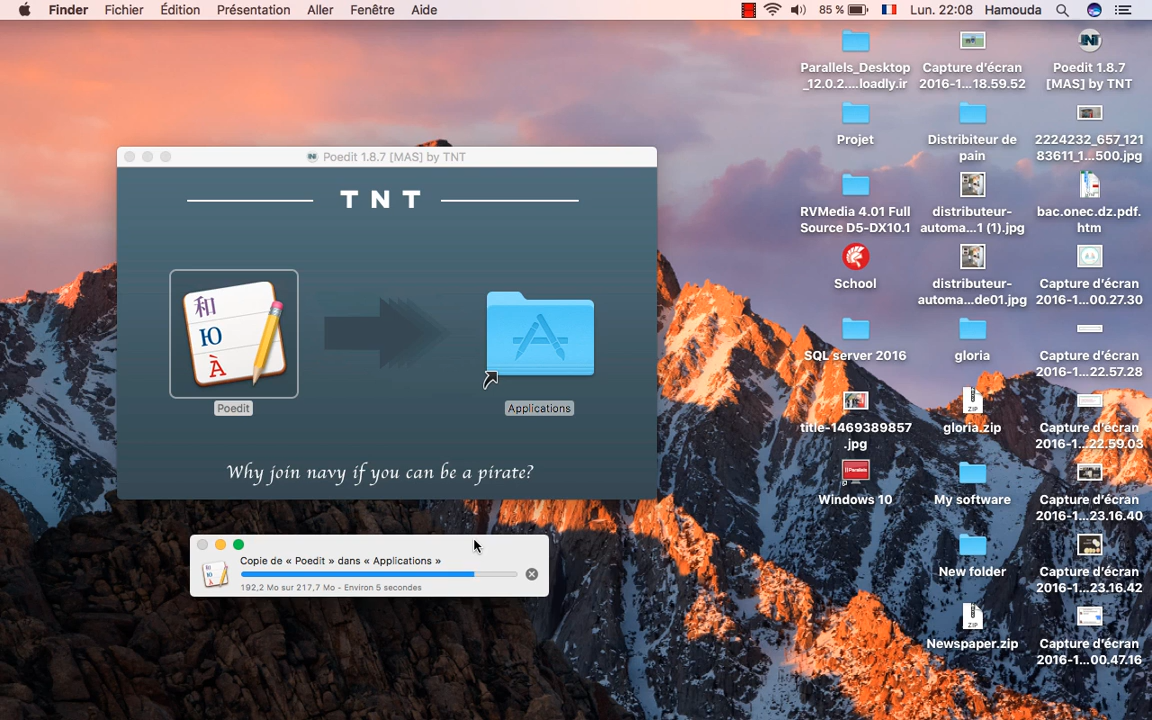 Finder Fichier Édition Présentation Aller Fenêtre Aide
85 % Lun. 22:08 Hamouda
Poedit 1.8.7 [MAS] by TNT
TNT
和
Ю
À
Poedit
Applications
Why join navy if you can be a pirate?
Copie de « Poedit » dans « Applications »
192,2 Mo sur 217,7 Mo - Environ 5 secondes
Parallels_Desktop
_12.0.2....loadly.ir
Projet
RVMedia 4.01 Full
Source D5-DX10.1
School
SQL server 2016
title-1469389857
.jpg
Windows 10
Capture d'écran
2016-1...18.59.52
Distribiteur de
pain
distributeur-
automa...1 (1).jpg
distributeur-
automa...de01.jpg
gloria
gloria.zip
My software
New folder
Newspaper.zip
Poedit 1.8.7
[MAS] by TNT
2224232_657_121
83611_1...500.jpg
bac.onec.dz.pdf.
htm
Capture d'écran
2016-1...00.27.30
Capture d'écran
2016-1...22.57.28
Capture d'écran
2016-1...22.59.03
Capture d'écran
2016-1...23.16.40
Capture d'écran
2016-1...23.16.42
Capture d'écran
2016-1...00.47.16